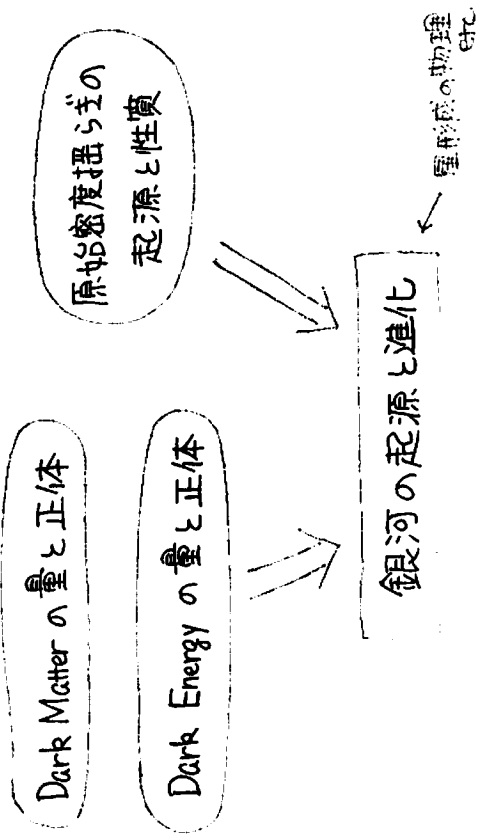 Dark Matter の量と正体
Dark Energy の量と正体
原始密度揺らぎの
起源と性質
銀河の起源と進化
星形成の物理
etc